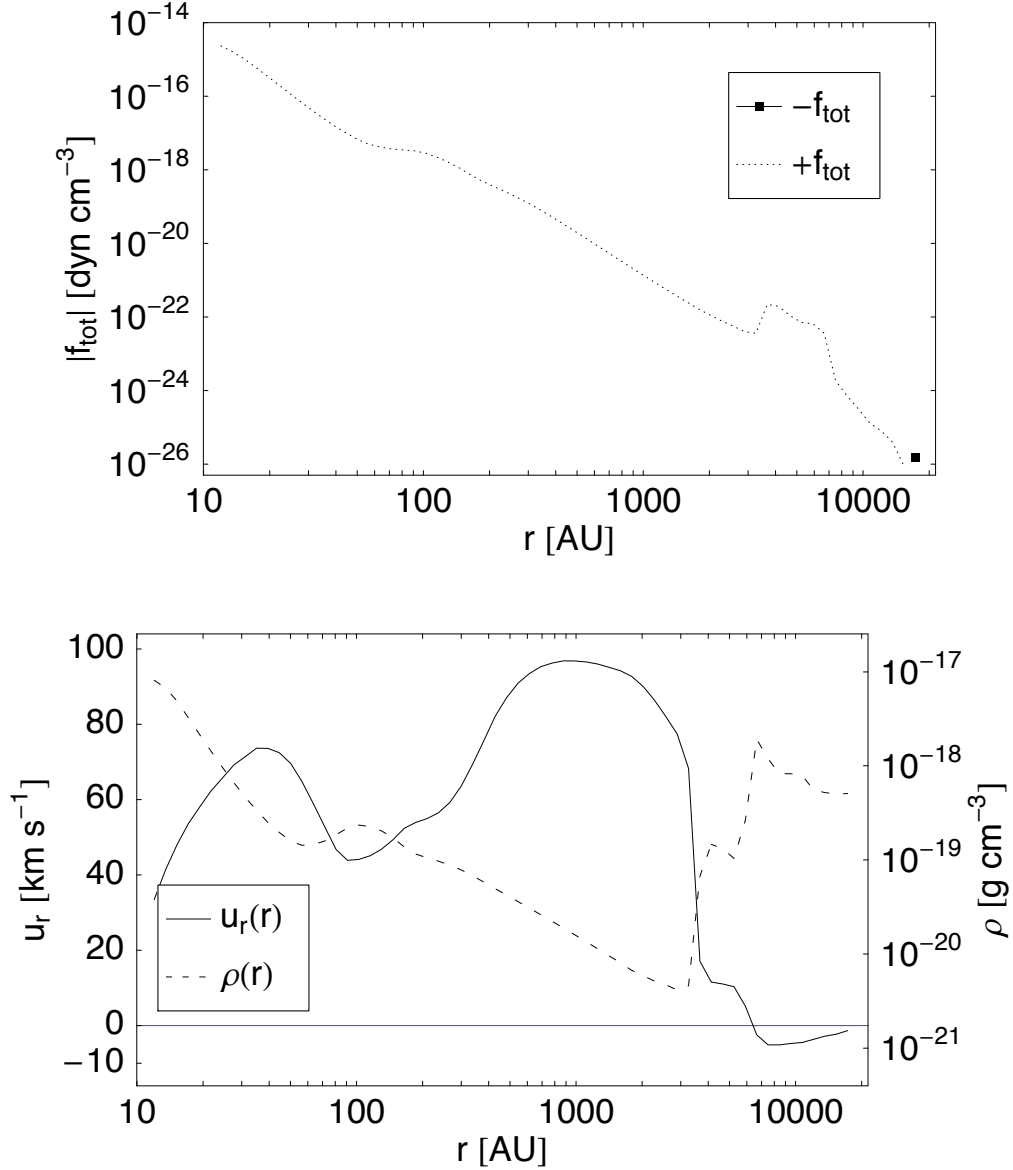 10⁻¹⁴
10⁻¹⁶
10⁻¹⁸
10⁻²⁰
10⁻²²
10⁻²⁴
10⁻²⁶
|f_tot| [dyn cm⁻³]
−f_tot
+f_tot
10 100 1000 10000
r [AU]
100
80
60
40
20
0
−10
u_r [km s⁻¹]
u_r(r)
ρ(r)
10⁻¹⁷
10⁻¹⁸
10⁻¹⁹
10⁻²⁰
10⁻²¹
ρ [g cm⁻³]
10 100 1000 10000
r [AU]